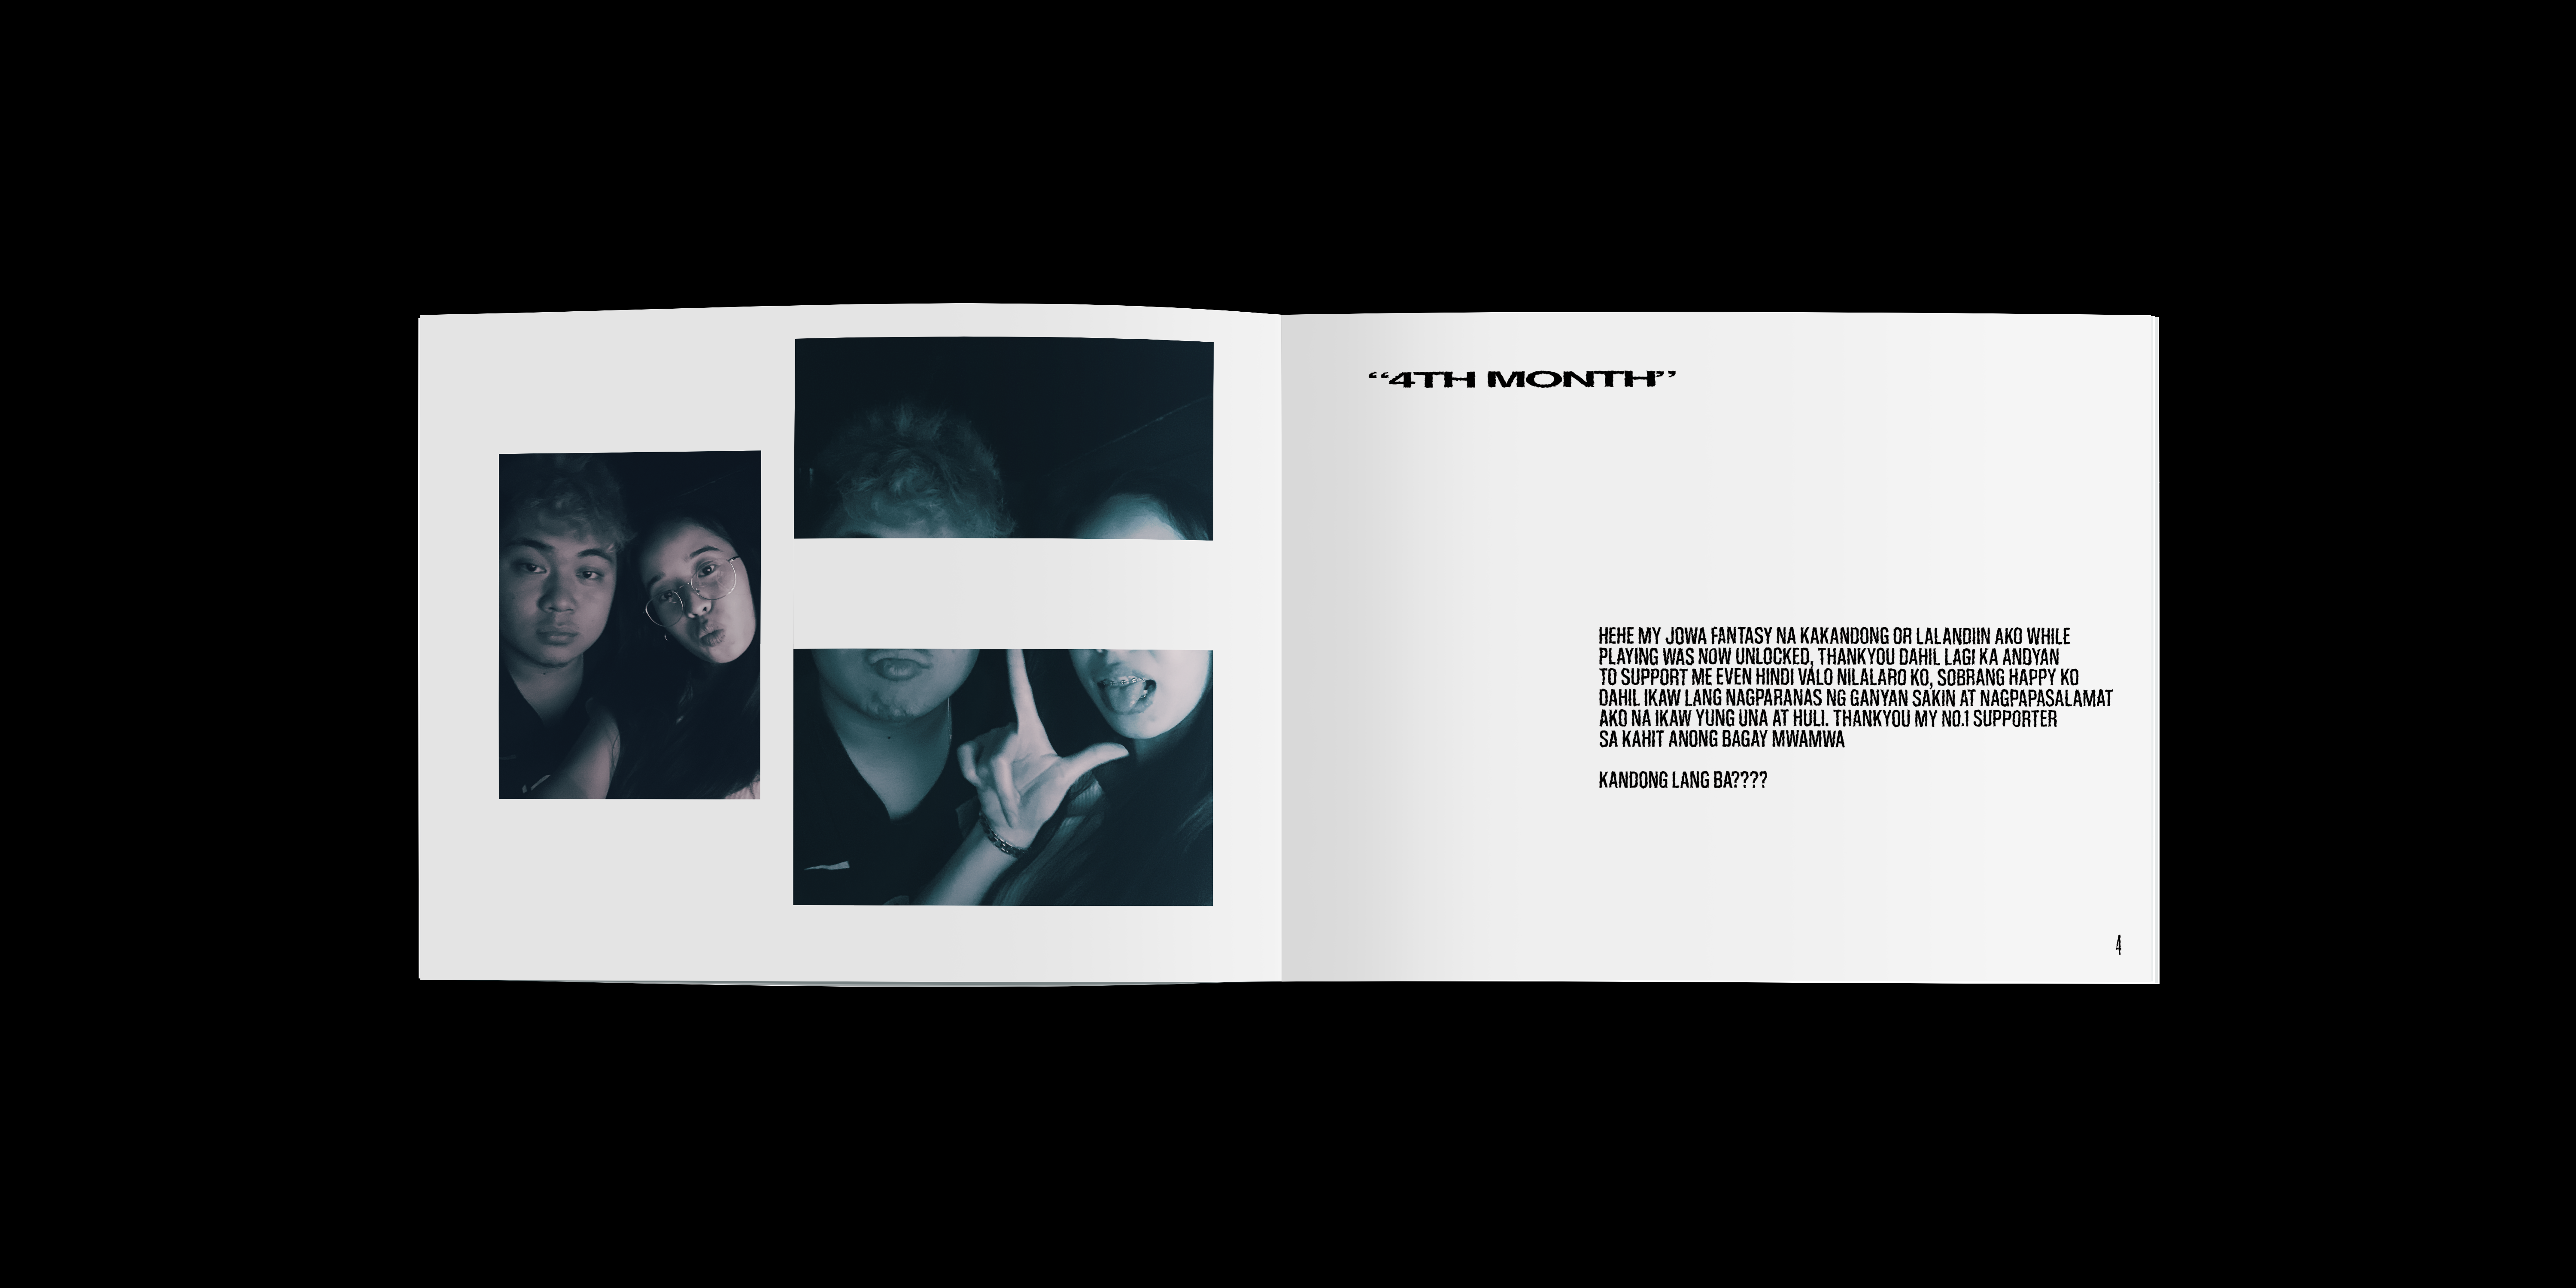 “4TH MONTH”
HEHE MY JOWA FANTASY NA KAKANDONG OR LALANDIIN AKO WHILE
PLAYING WAS NOW UNLOCKED, THANKYOU DAHIL LAGI KA ANDYAN
TO SUPPORT ME EVEN HINDI VALO NILALARO KO, SOBRANG HAPPY KO
DAHIL IKAW LANG NAGPARANAS NG GANYAN SAKIN AT NAGPAPASALAMAT
AKO NA IKAW YUNG UNA AT HULI. THANKYOU MY NO.1 SUPPORTER
SA KAHIT ANONG BAGAY MWAMWA
KANDONG LANG BA????
4